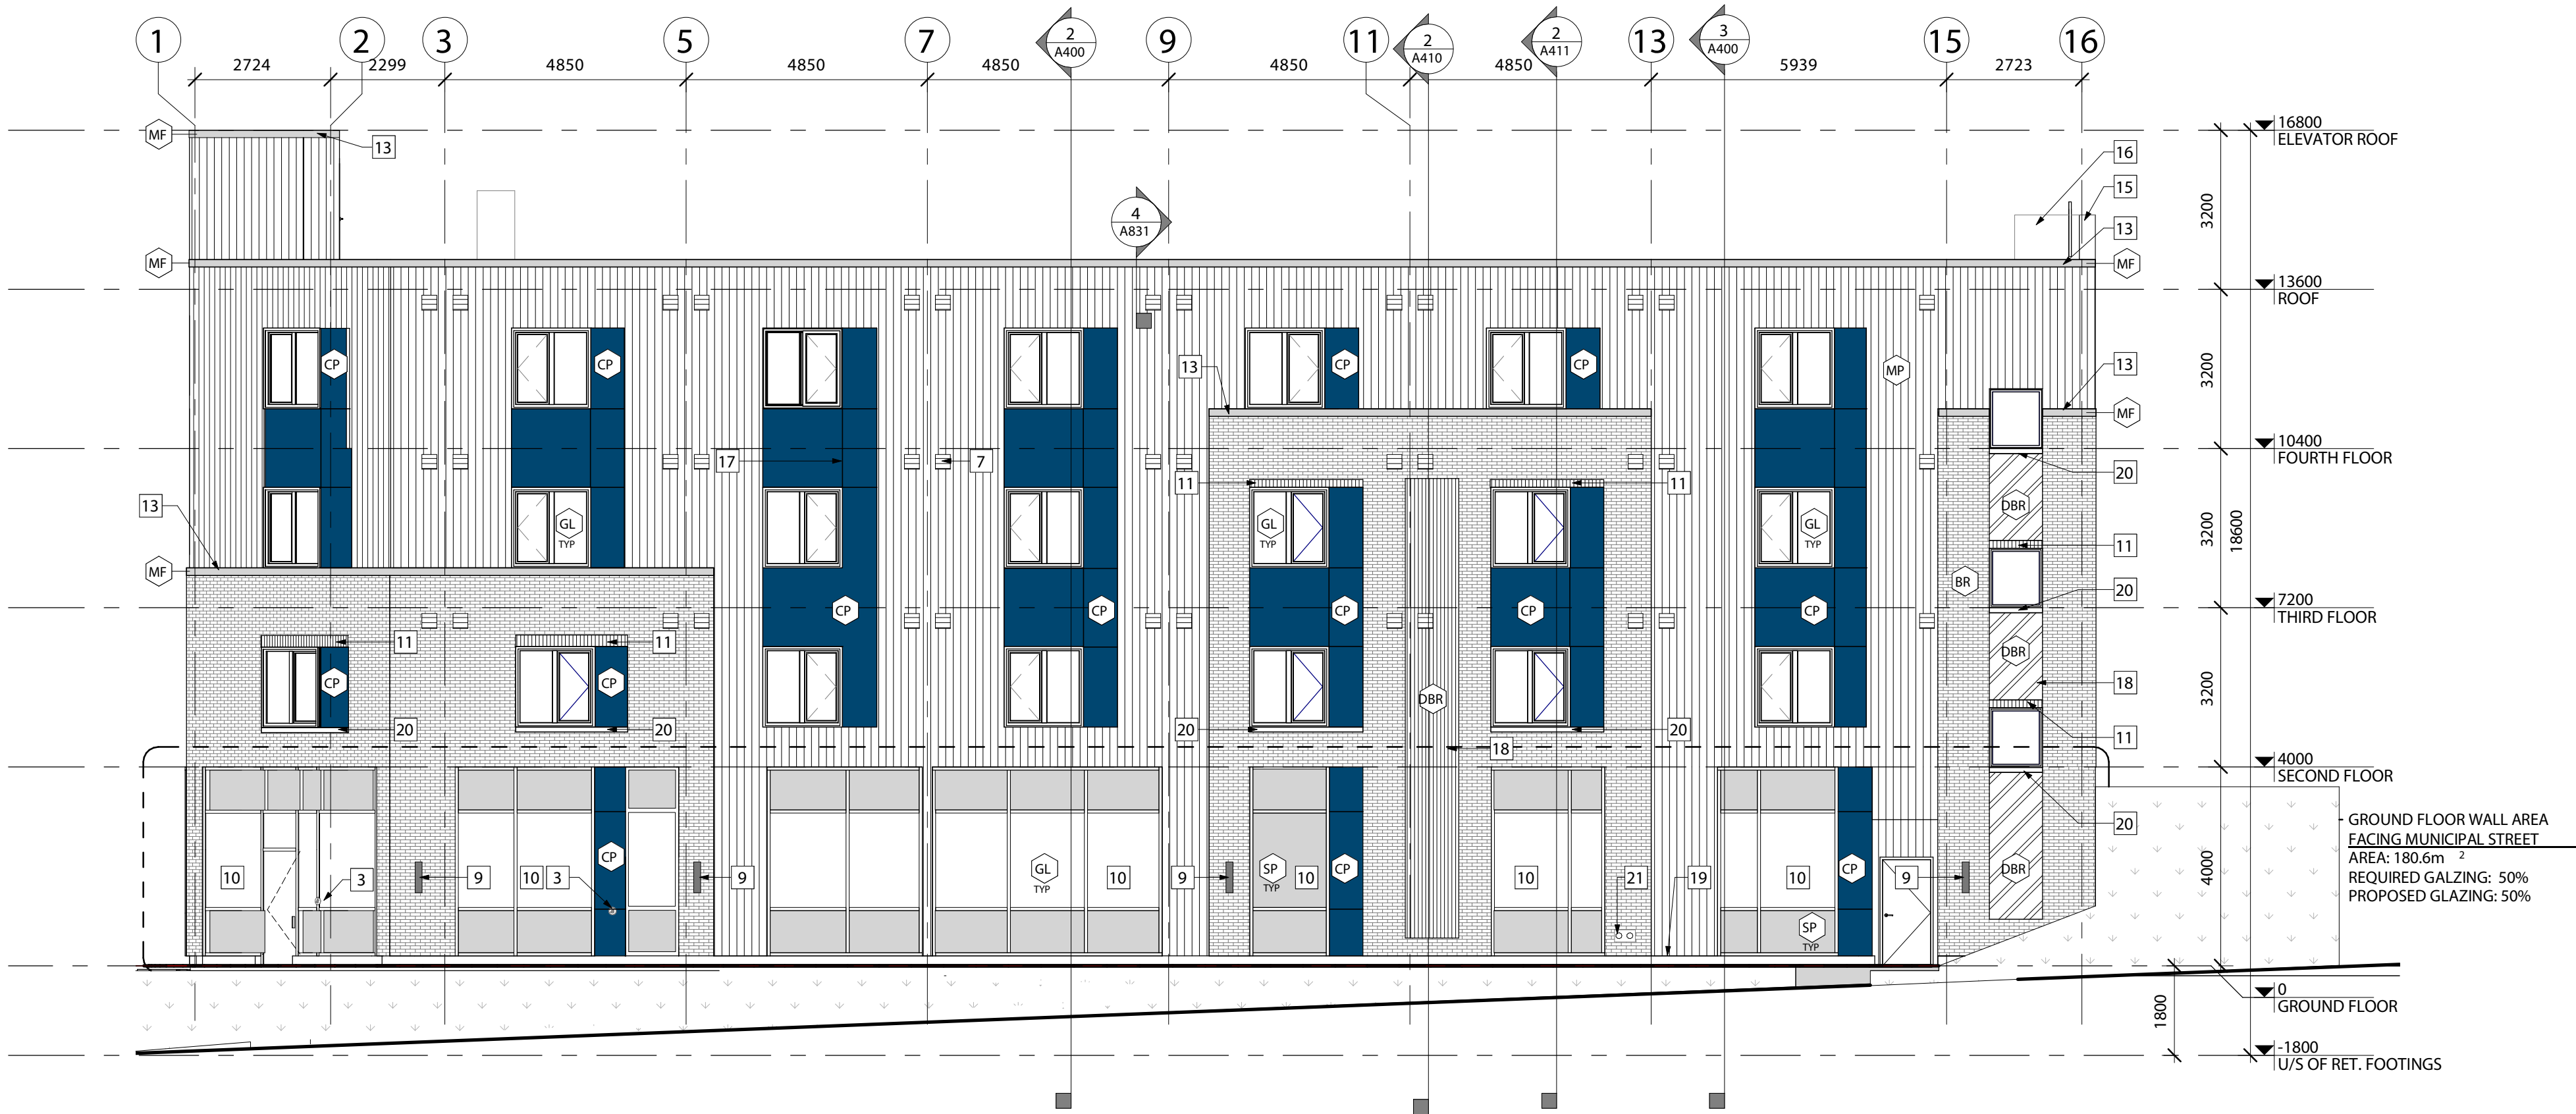 1
2
3
5
7
2
A400
9
11
2
A410
2
A411
13
3
A400
15
16
2724
2299
4850
4850
4850
4850
4850
5939
2723
MF
13
16800
ELEVATOR ROOF
16
15
4
A831
13
3200
MF
MF
13600
ROOF
CP
CP
13
CP
CP
MP
13
3200
MF
17
7
10400
FOURTH FLOOR
11
11
20
13
GL
TYP
GL
TYP
GL
TYP
DBR
3200
18600
11
MF
BR
20
CP
CP
CP
CP
CP
7200
THIRD FLOOR
11
11
DBR
CP
CP
DBR
18
3200
20
20
20
20
18
11
4000
SECOND FLOOR
20
GROUND FLOOR WALL AREA
FACING MUNICIPAL STREET
AREA: 180.6m 2
REQUIRED GALZING: 50%
PROPOSED GLAZING: 50%
CP
10
3
9
10
3
9
GL
TYP
10
9
SP
TYP
10
CP
10
21
19
10
CP
9
DBR
4000
SP
TYP
0
GROUND FLOOR
1800
-1800
U/S OF RET. FOOTINGS